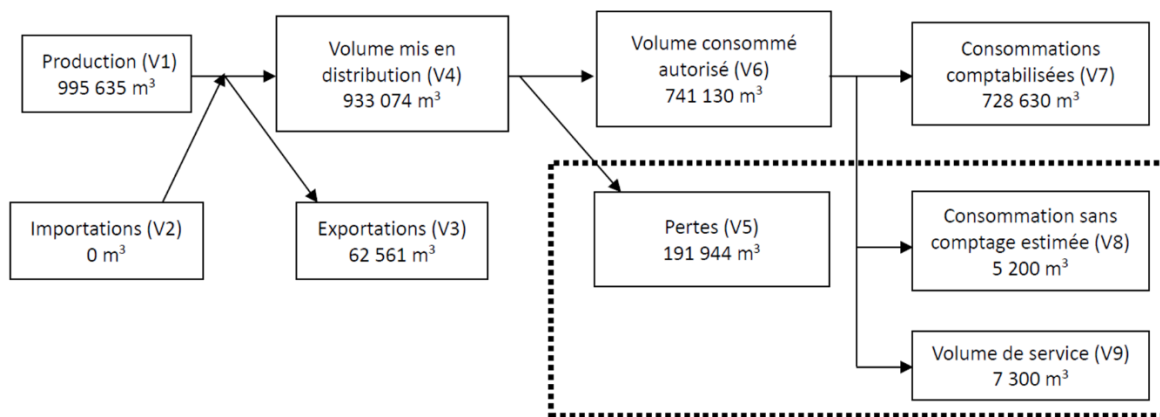 Production (V1)
995 635 m³
Volume mis en
distribution (V4)
933 074 m³
Volume consommé
autorisé (V6)
741 130 m³
Consommations
comptabilisées (V7)
728 630 m³
Importations (V2)
0 m³
Exportations (V3)
62 561 m³
Pertes (V5)
191 944 m³
Consommation sans
comptage estimée (V8)
5 200 m³
Volume de service (V9)
7 300 m³